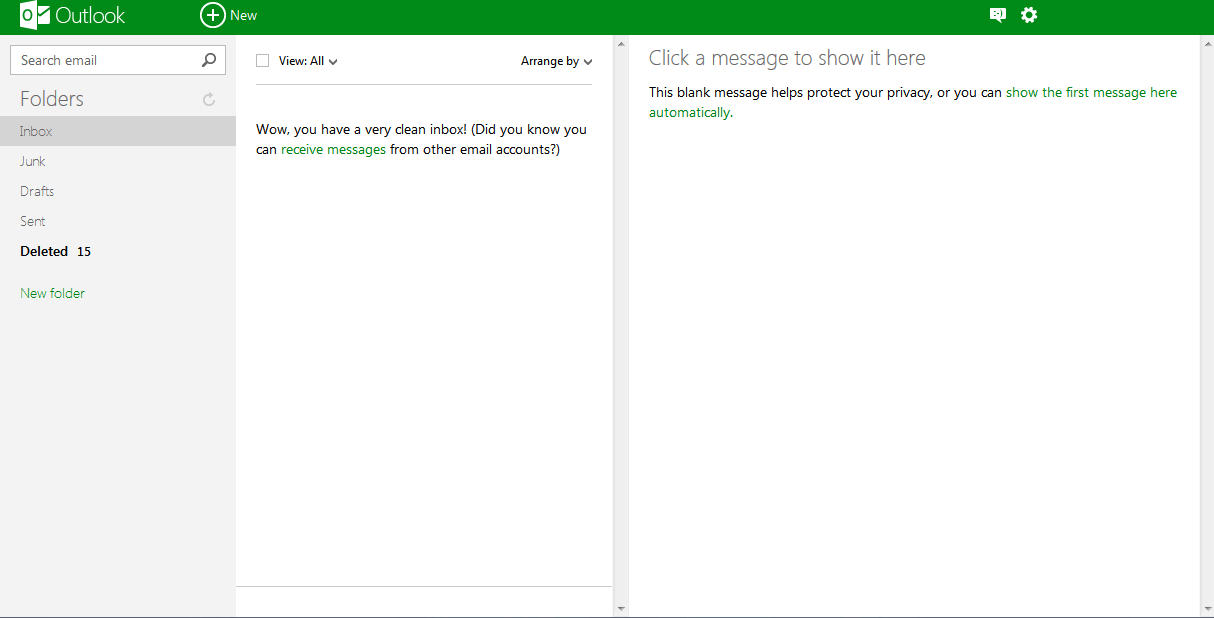 Outlook
New
Search email
Folders
Inbox
Junk
Drafts
Sent
Deleted 15
New folder
View: All
Arrange by
Wow, you have a very clean inbox! (Did you know you
can receive messages from other email accounts?)
Click a message to show it here
This blank message helps protect your privacy, or you can show the first message here
automatically.